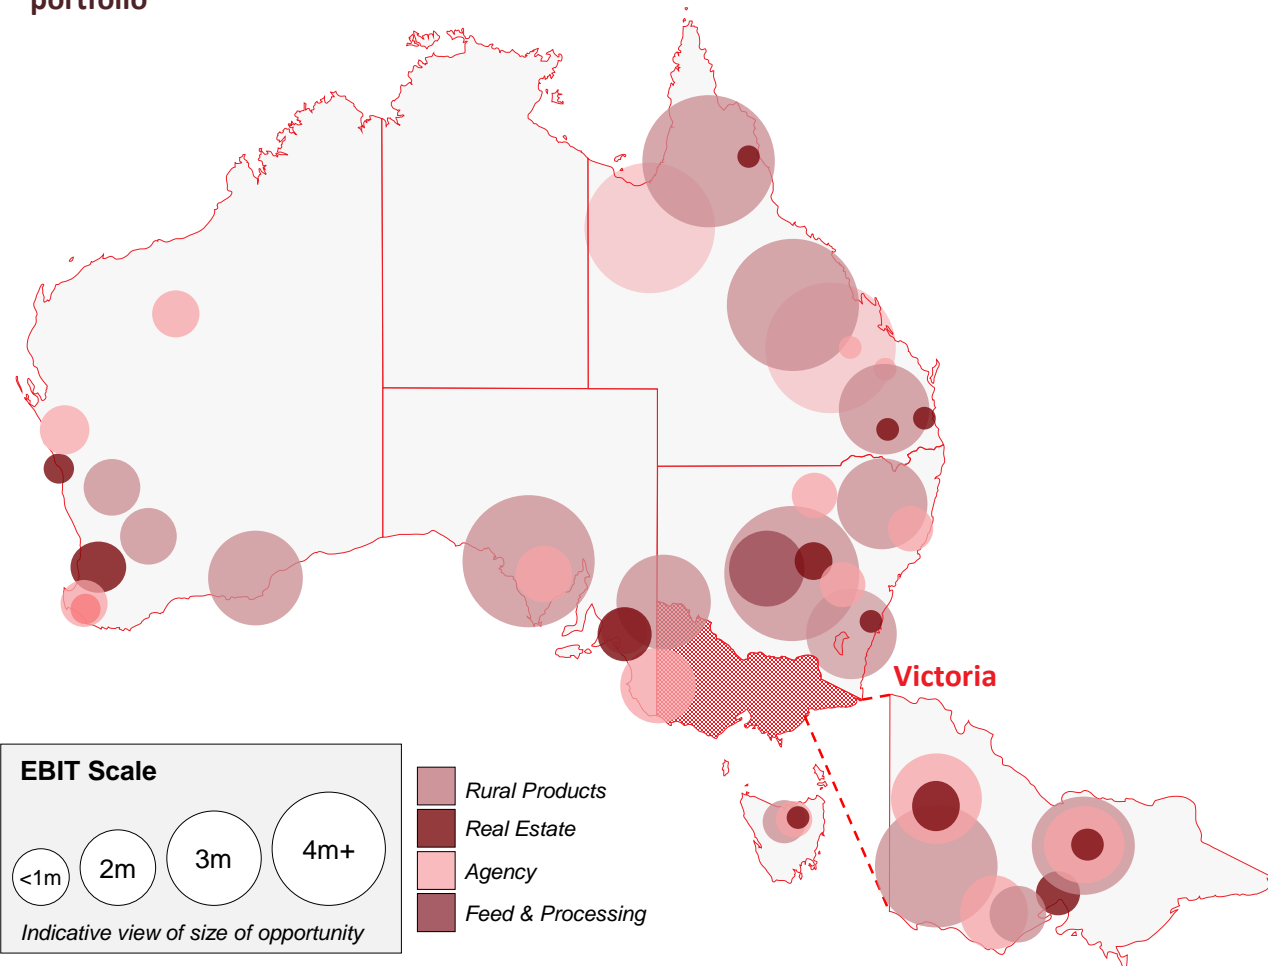 portfolio
Victoria
EBIT Scale
<1m
2m
3m
4m+
Indicative view of size of opportunity
Rural Products
Real Estate
Agency
Feed & Processing